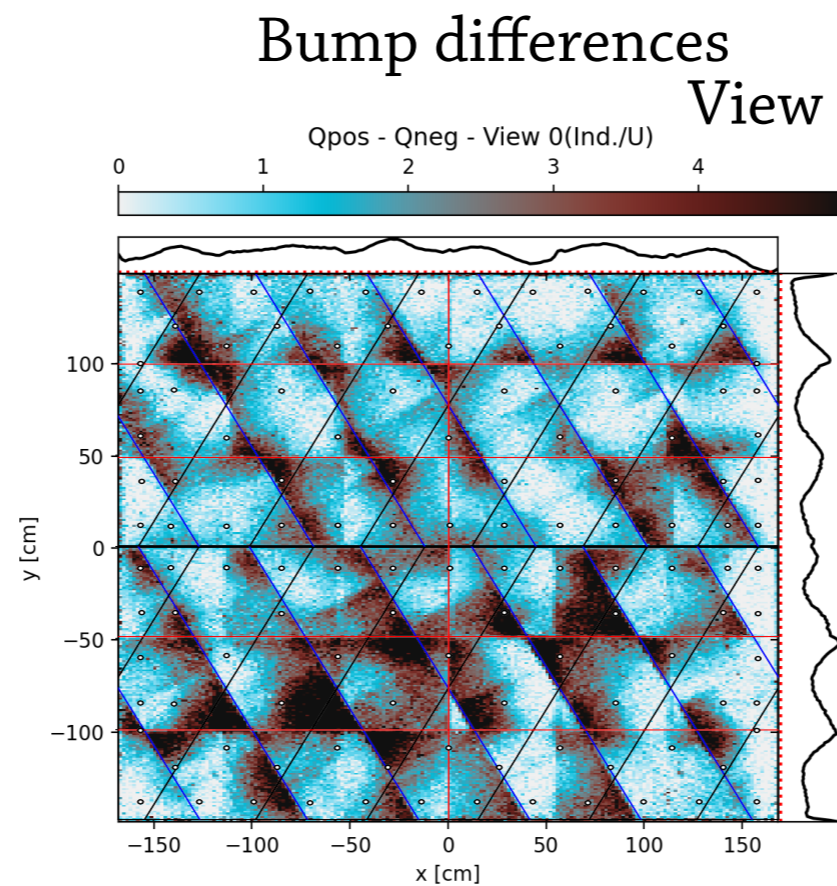 Bump differences
View
Qpos - Qneg - View 0(Ind./U)
0 1 2 3 4
100
50
0
−50
−100
y [cm]
−150 −100 −50 0 50 100 150
x [cm]